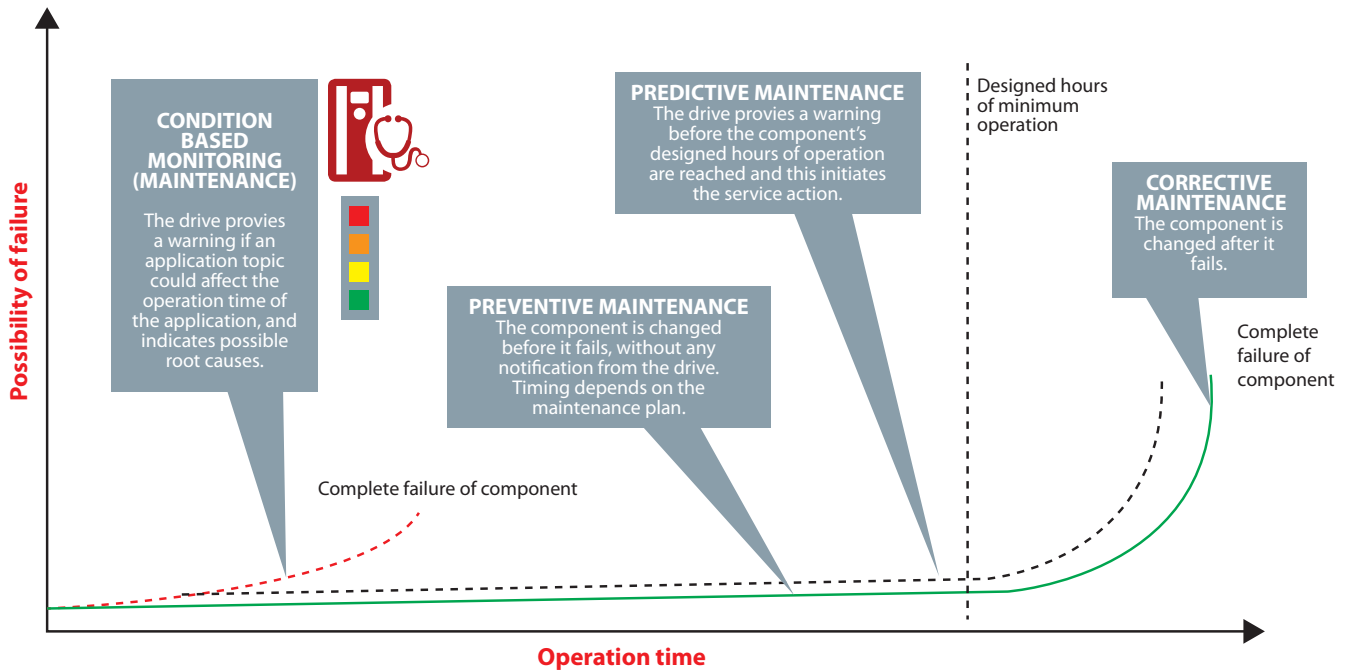 Possibility of failure
CONDITION
BASED
MONITORING
(MAINTENANCE)
The drive provies
a warning if an
application topic
could affect the
operation time of
the application, and
indicates possible
root causes.
Complete failure of component
PREVENTIVE MAINTENANCE
The component is changed
before it fails, without any
notification from the drive.
Timing depends on the
maintenance plan.
PREDICTIVE MAINTENANCE
The drive provies a warning
before the component's
designed hours of operation
are reached and this initiates
the service action.
Designed hours
of minimum
operation
CORRECTIVE
MAINTENANCE
The component is
changed after it
fails.
Complete
failure of
component
Operation time